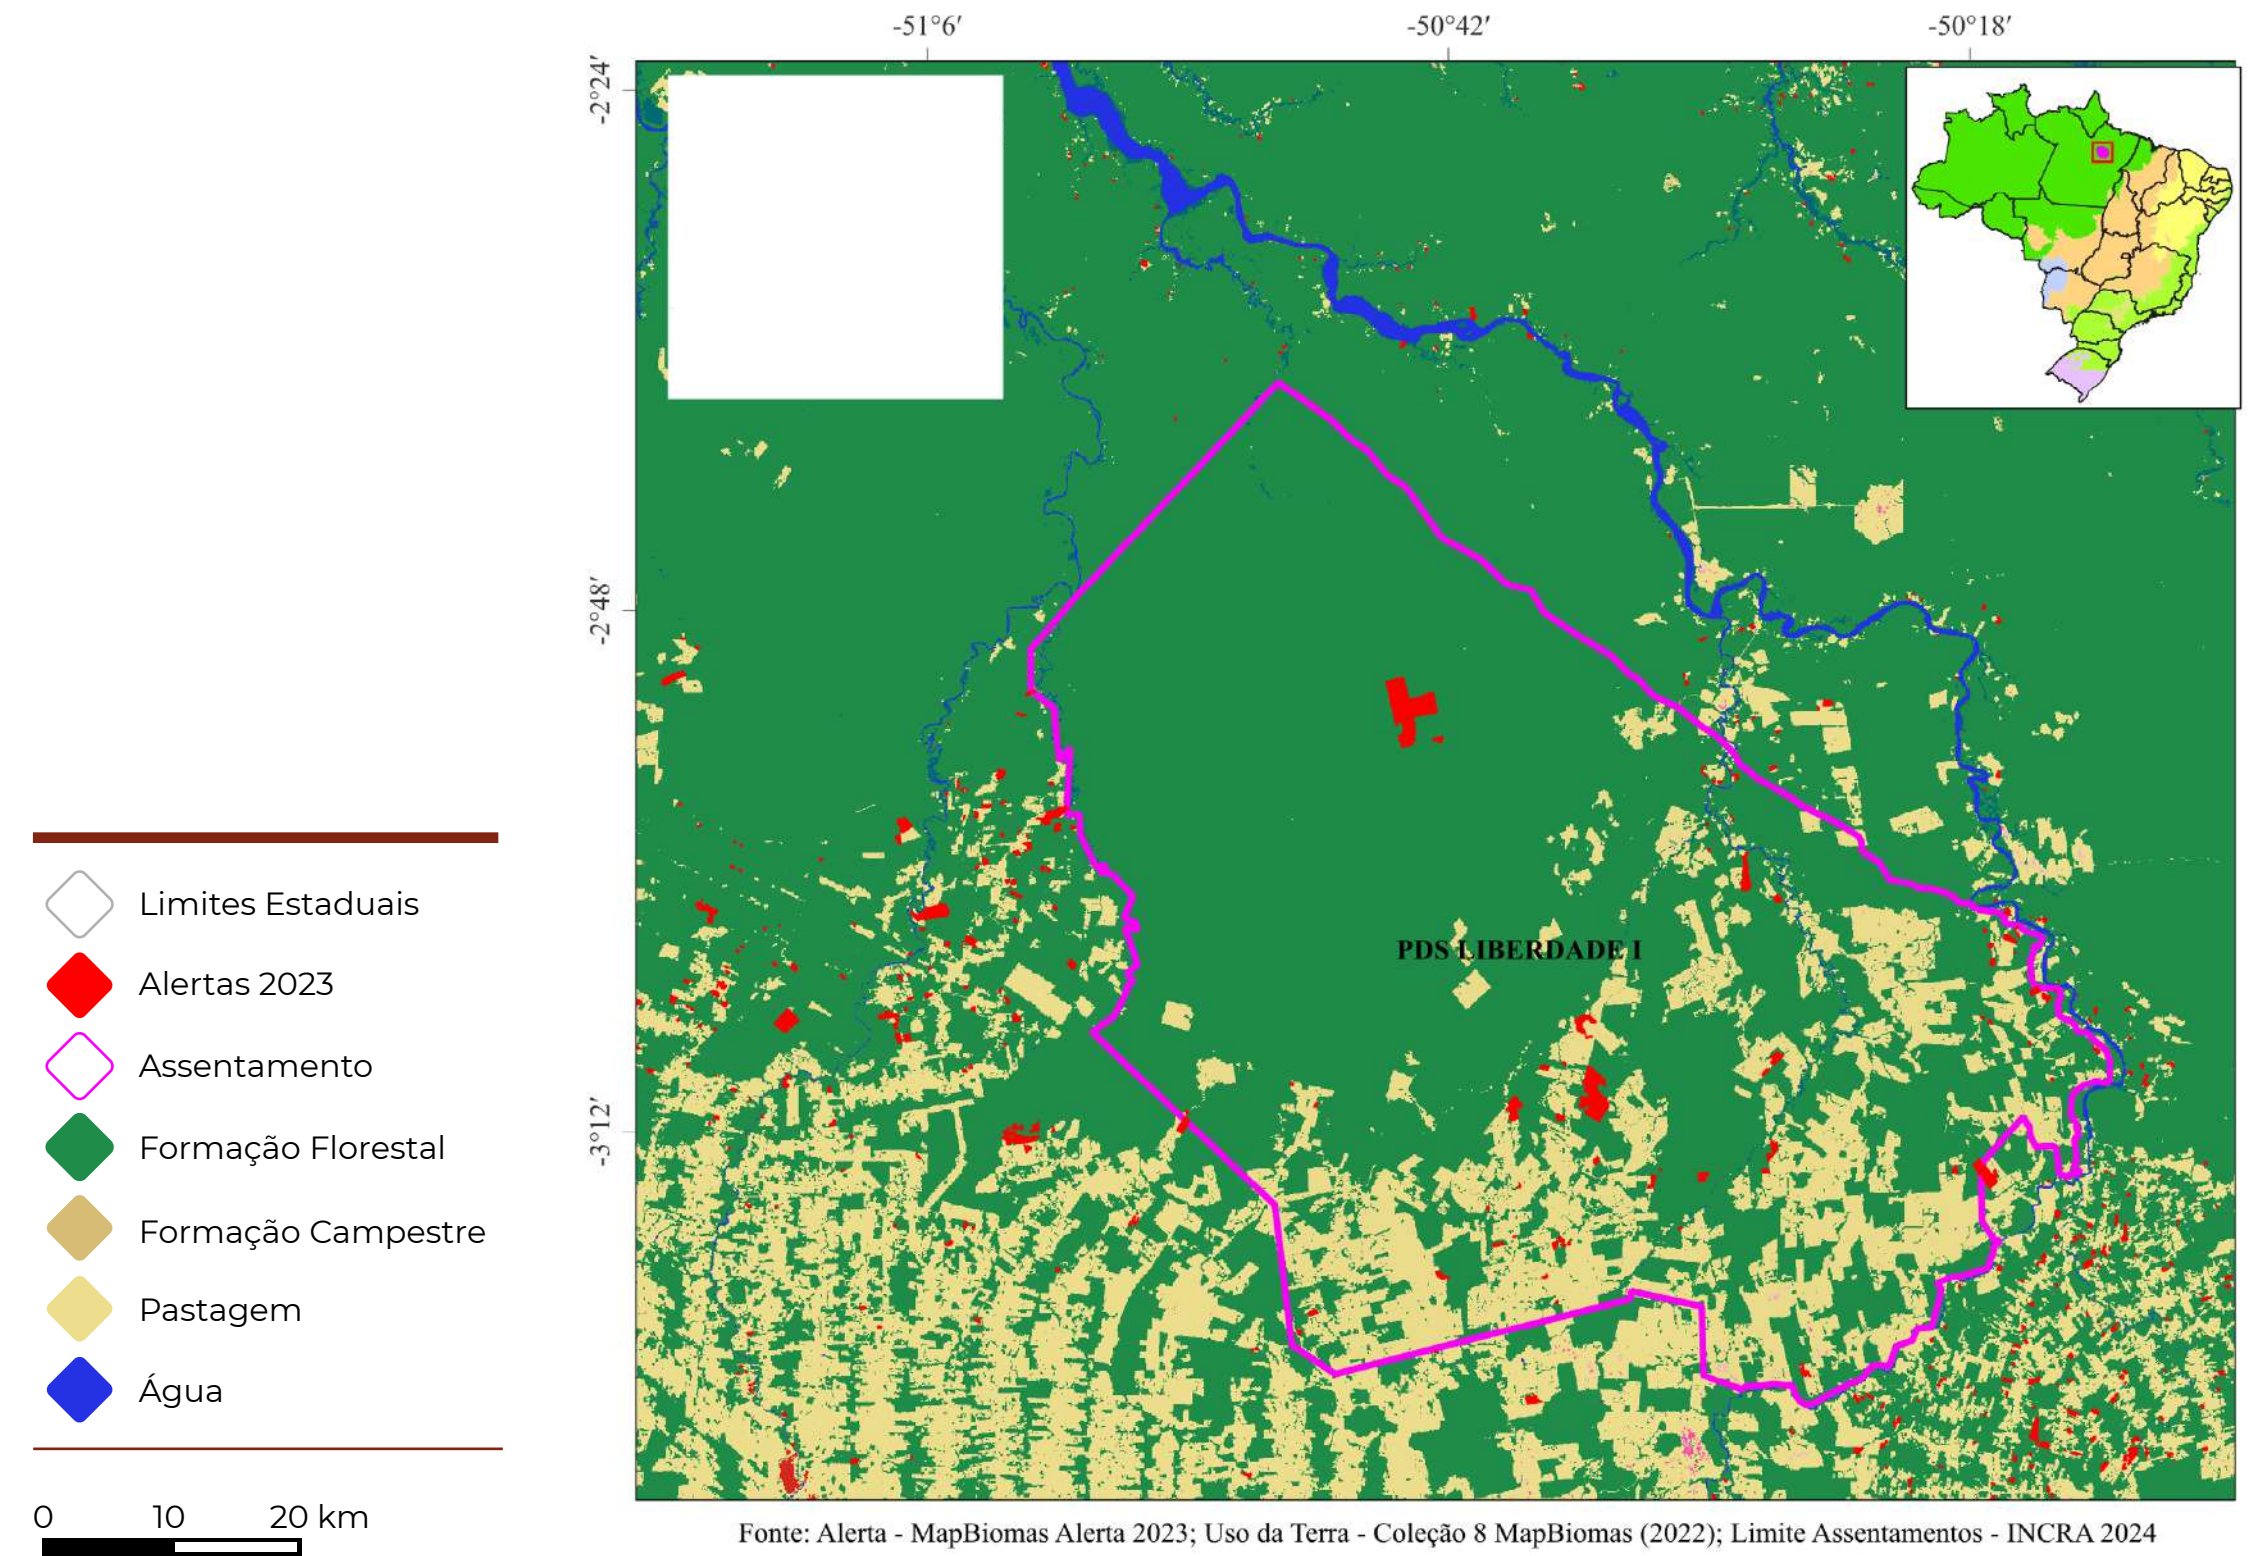 -51°6′ -50°42′ -50°18′
-2°24′
-2°48′
-3°12′
PDS LIBERDADE I
Limites Estaduais
Alertas 2023
Assentamento
Formação Florestal
Formação Campestre
Pastagem
Água
0 10 20 km
Fonte: Alerta - MapBiomas Alerta 2023; Uso da Terra - Coleção 8 MapBiomas (2022); Limite Assentamentos - INCRA 2024